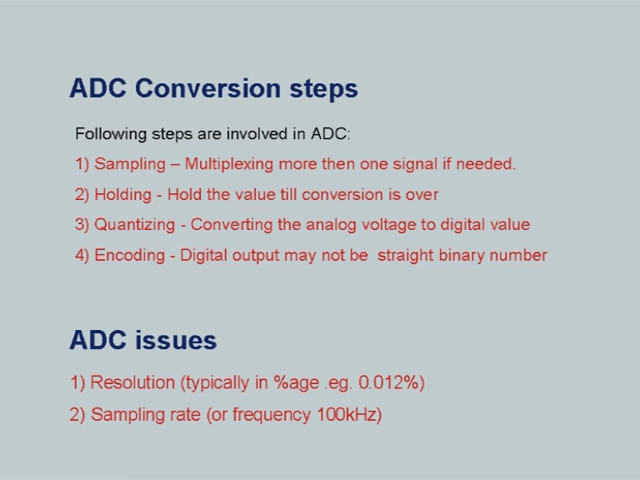 ADC Conversion steps
Following steps are involved in ADC:
1) Sampling – Multiplexing more then one signal if needed.
2) Holding - Hold the value till conversion is over
3) Quantizing - Converting the analog voltage to digital value
4) Encoding - Digital output may not be  straight binary number
ADC issues
1) Resolution (typically in %age .eg. 0.012%)
2) Sampling rate (or frequency 100kHz)